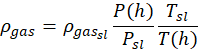 ρ_gas = ρ_gas_sl P(h)/P_sl T_sl/T(h)